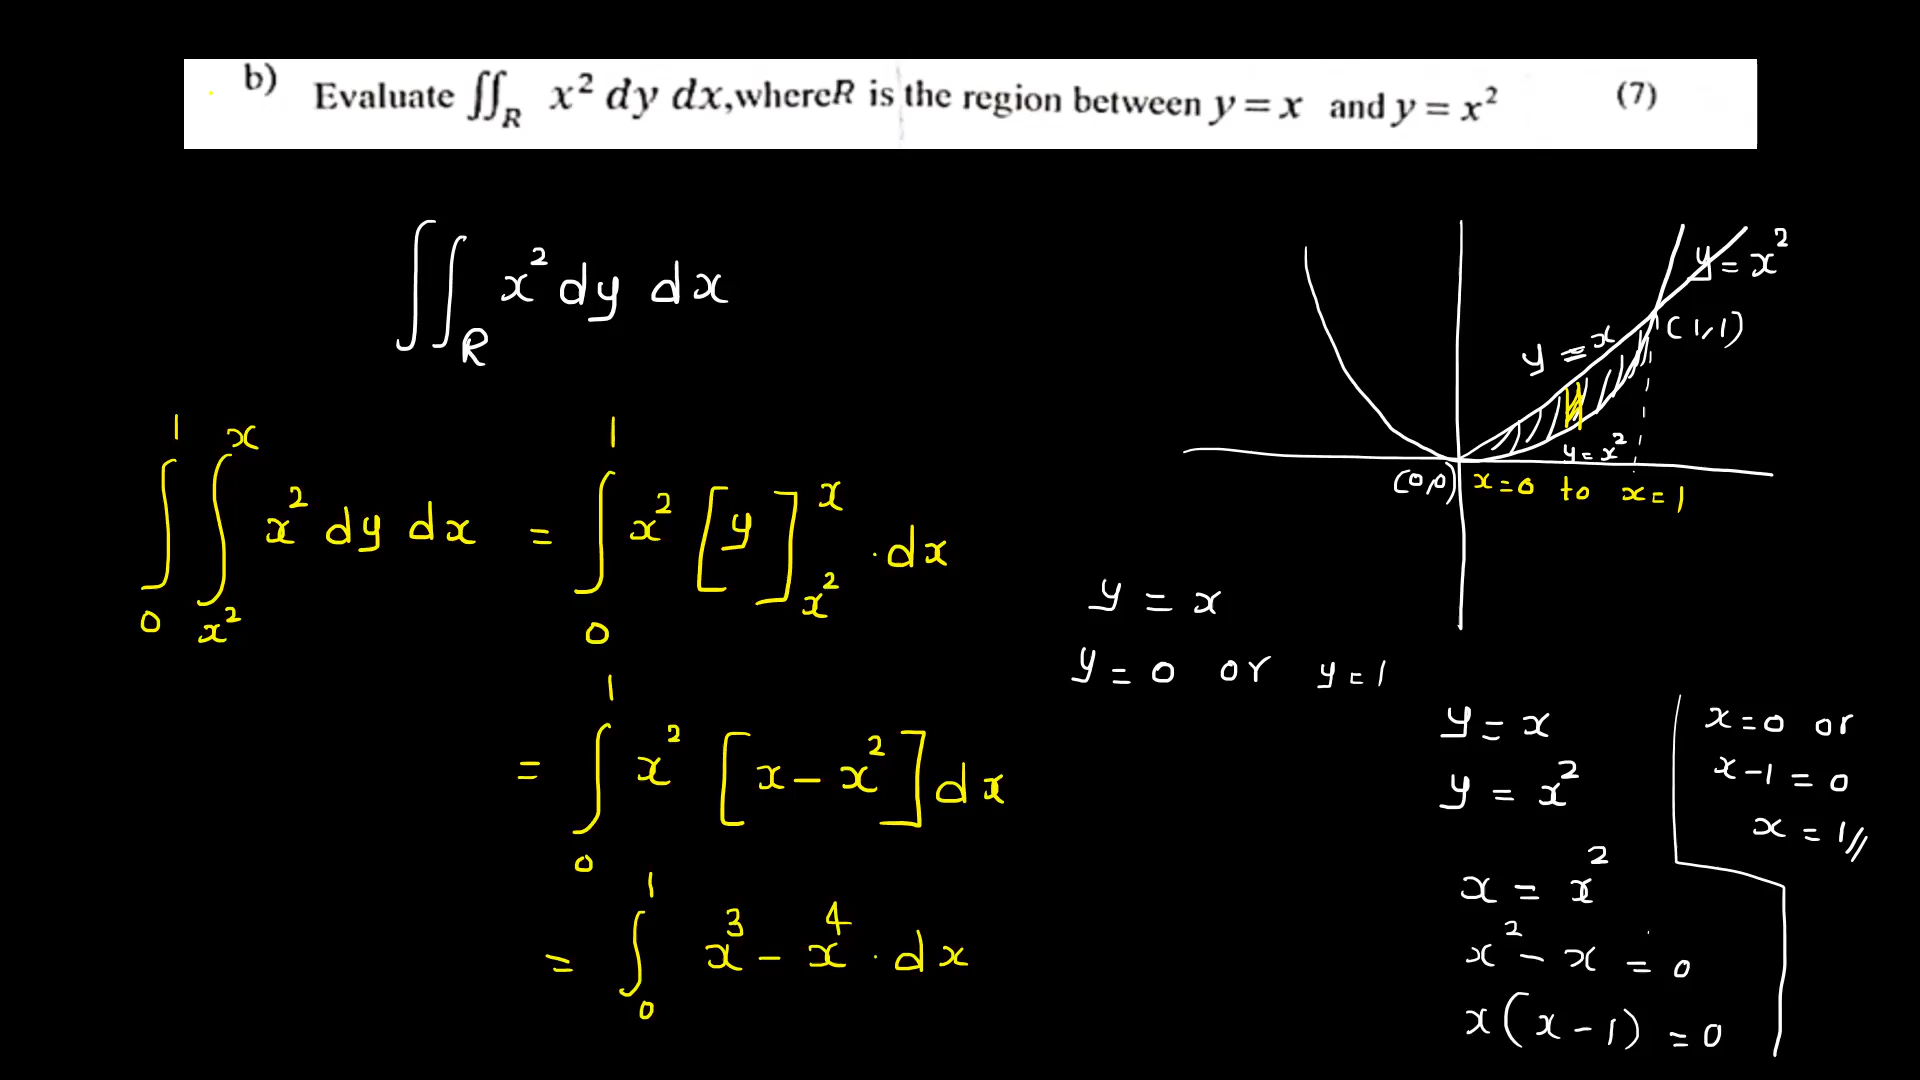 b) Evaluate ∬_R x² dy dx, where R is the region between y = x and y = x² (7)
∬_R x² dy dx
∫₀¹ ∫_{x²}^{x} x² dy dx = ∫₀¹ x² [y]_{x²}^{x} · dx
= ∫₀¹ x² [x − x²] dx
= ∫₀¹ x³ − x⁴ · dx
y = x²
(1,1)
y = x
y = x²
(0,0) x = 0 to x = 1
y = x
y = 0 or y = 1
y = x
y = x²
x = x²
x² − x = 0
x(x − 1) = 0
x = 0 or
x − 1 = 0
x = 1//